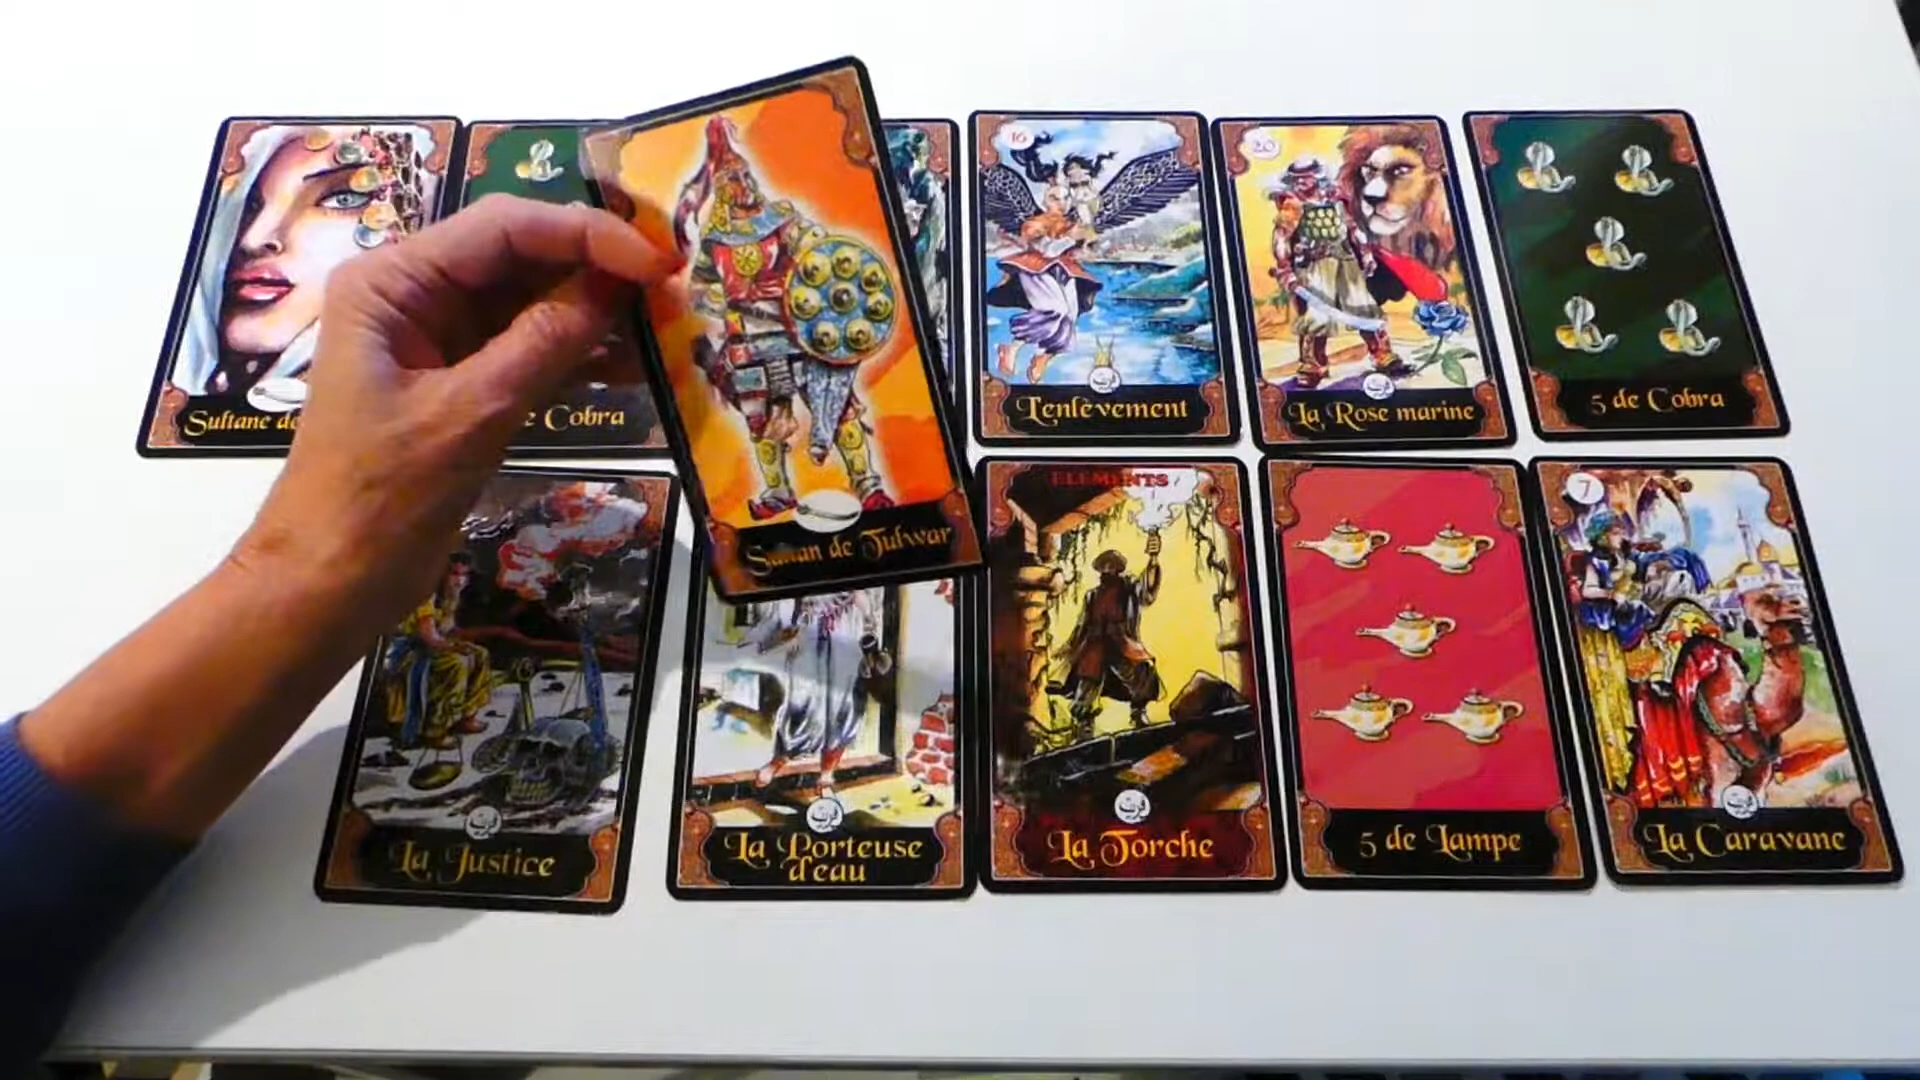 Sultane de
e Cobra
16
L'enlèvement
20
La Rose marine
5 de Cobra
Sultan de Tulwar
La Justice
La Porteuse
d'eau
ELEMENTS
La Torche
5 de Lampe
7
La Caravane